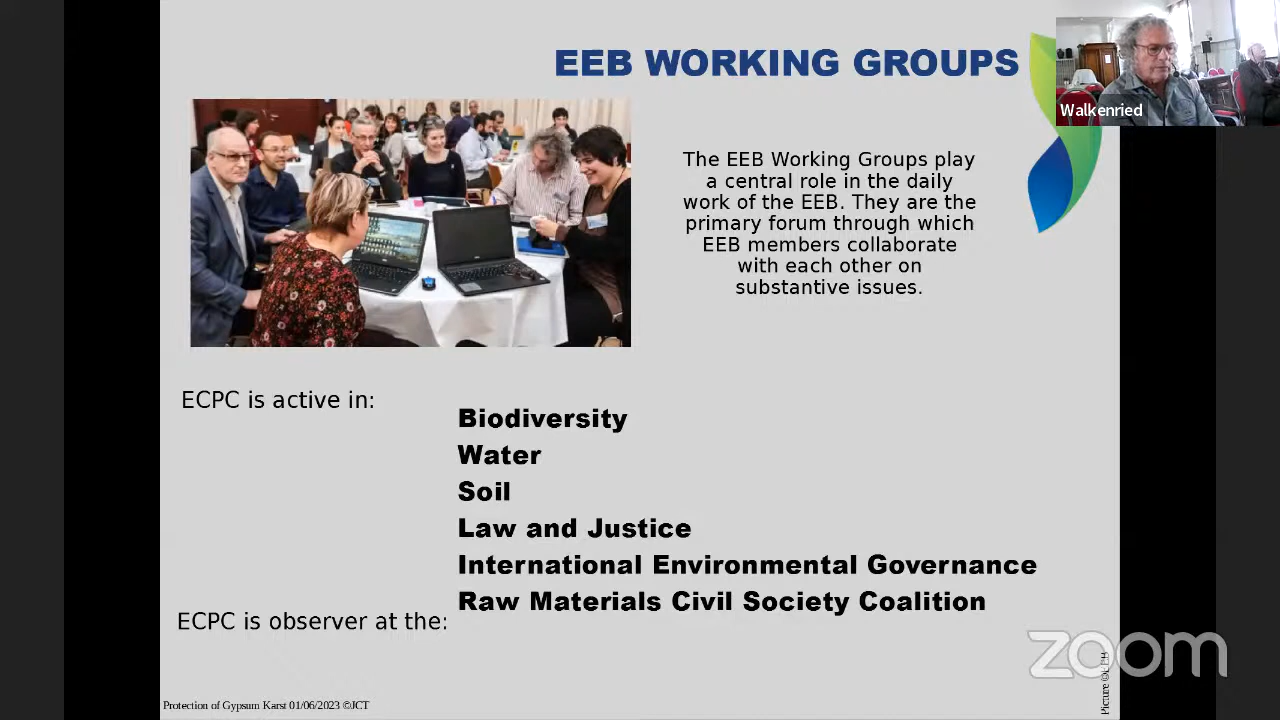 EEB WORKING GROUPS
Walkenried
The EEB Working Groups play
a central role in the daily
work of the EEB. They are the
primary forum through which
EEB members collaborate
with each other on
substantive issues.
ECPC is active in:
Biodiversity
Water
Soil
Law and Justice
International Environmental Governance
Raw Materials Civil Society Coalition
ECPC is observer at the:
zoom
Picture ©EEB
Protection of Gypsum Karst 01/06/2023 ©JCT